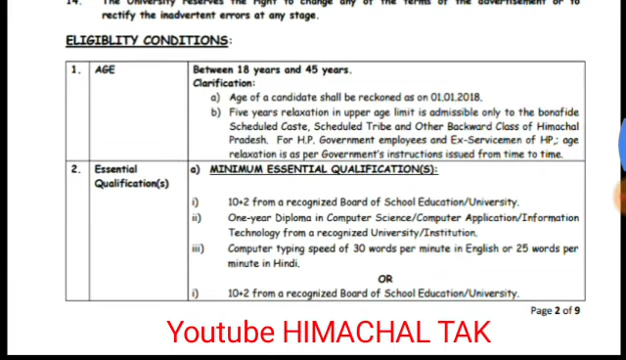 14. The University reserves the right to change any of the terms of the advertisement or to
rectify the inadvertent errors at any stage.
ELIGIBLITY CONDITIONS:
1. AGE Between 18 years and 45 years.
Clarification:
a) Age of a candidate shall be reckoned as on 01.01.2018.
b) Five years relaxation in upper age limit is admissible only to the bonafide
Scheduled Caste, Scheduled Tribe and Other Backward Class of Himachal
Pradesh. For H.P. Government employees and Ex-Servicemen of HP,; age
relaxation is as per Government's instructions issued from time to time.
2. Essential a) MINIMUM ESSENTIAL QUALIFICATION(S):
Qualification(s)
i) 10+2 from a recognized Board of School Education/University.
ii) One-year Diploma in Computer Science/Computer Application/Information
Technology from a recognized University/Institution.
iii) Computer typing speed of 30 words per minute in English or 25 words per
minute in Hindi.
OR
i) 10+2 from a recognized Board of School Education/University.
Page 2 of 9
Youtube HIMACHAL TAK